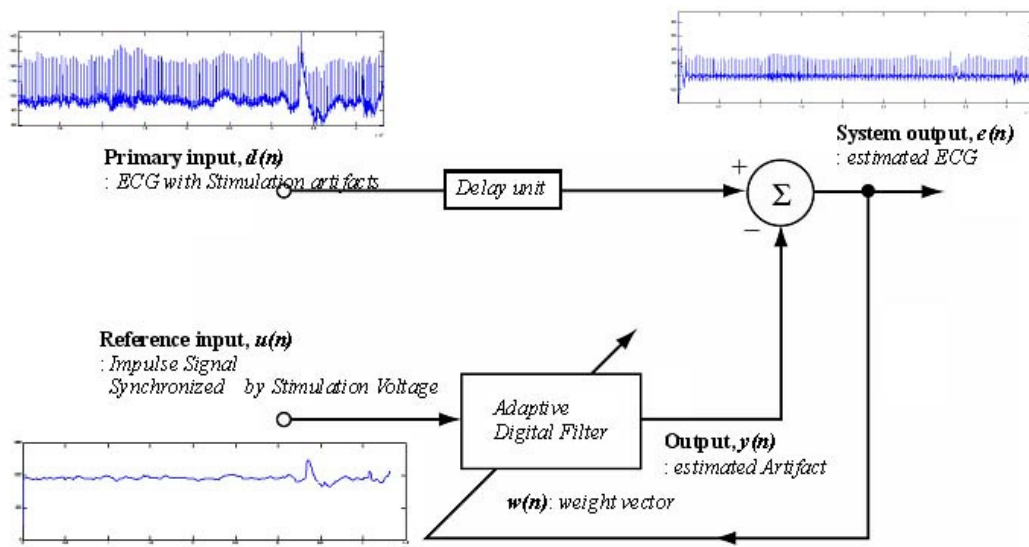 Primary input, d(n)
: ECG with Stimulation artifacts
Delay unit
+
Σ
−
System output, e(n)
: estimated ECG
Reference input, u(n)
: Impulse Signal
Synchronized by Stimulation Voltage
Adaptive
Digital Filter
Output, y(n)
: estimated Artifact
w(n): weight vector